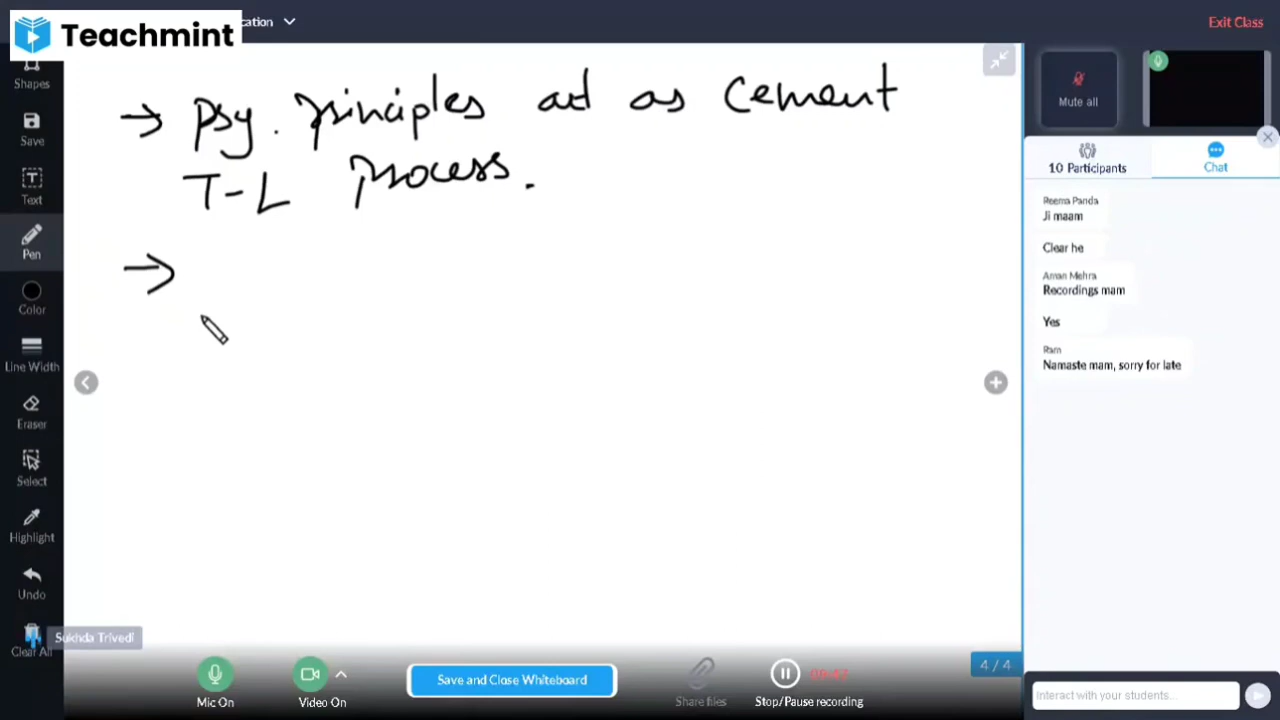 Teachmint
cation
Exit Class
Shapes
Save
Text
Pen
Color
Line Width
Eraser
Select
Highlight
Undo
Clear All
Sukhda Trivedi
→ Psy. Principles act as cement
T-L Process.
→
Mute all
10 Participants
Chat
Reema Panda
Ji maam
Clear he
Aman Mehra
Recordings mam
Yes
Ram
Namaste mam, sorry for late
4 / 4
Mic On
Video On
Save and Close Whiteboard
Share files
Stop/Pause recording
Interact with your students...